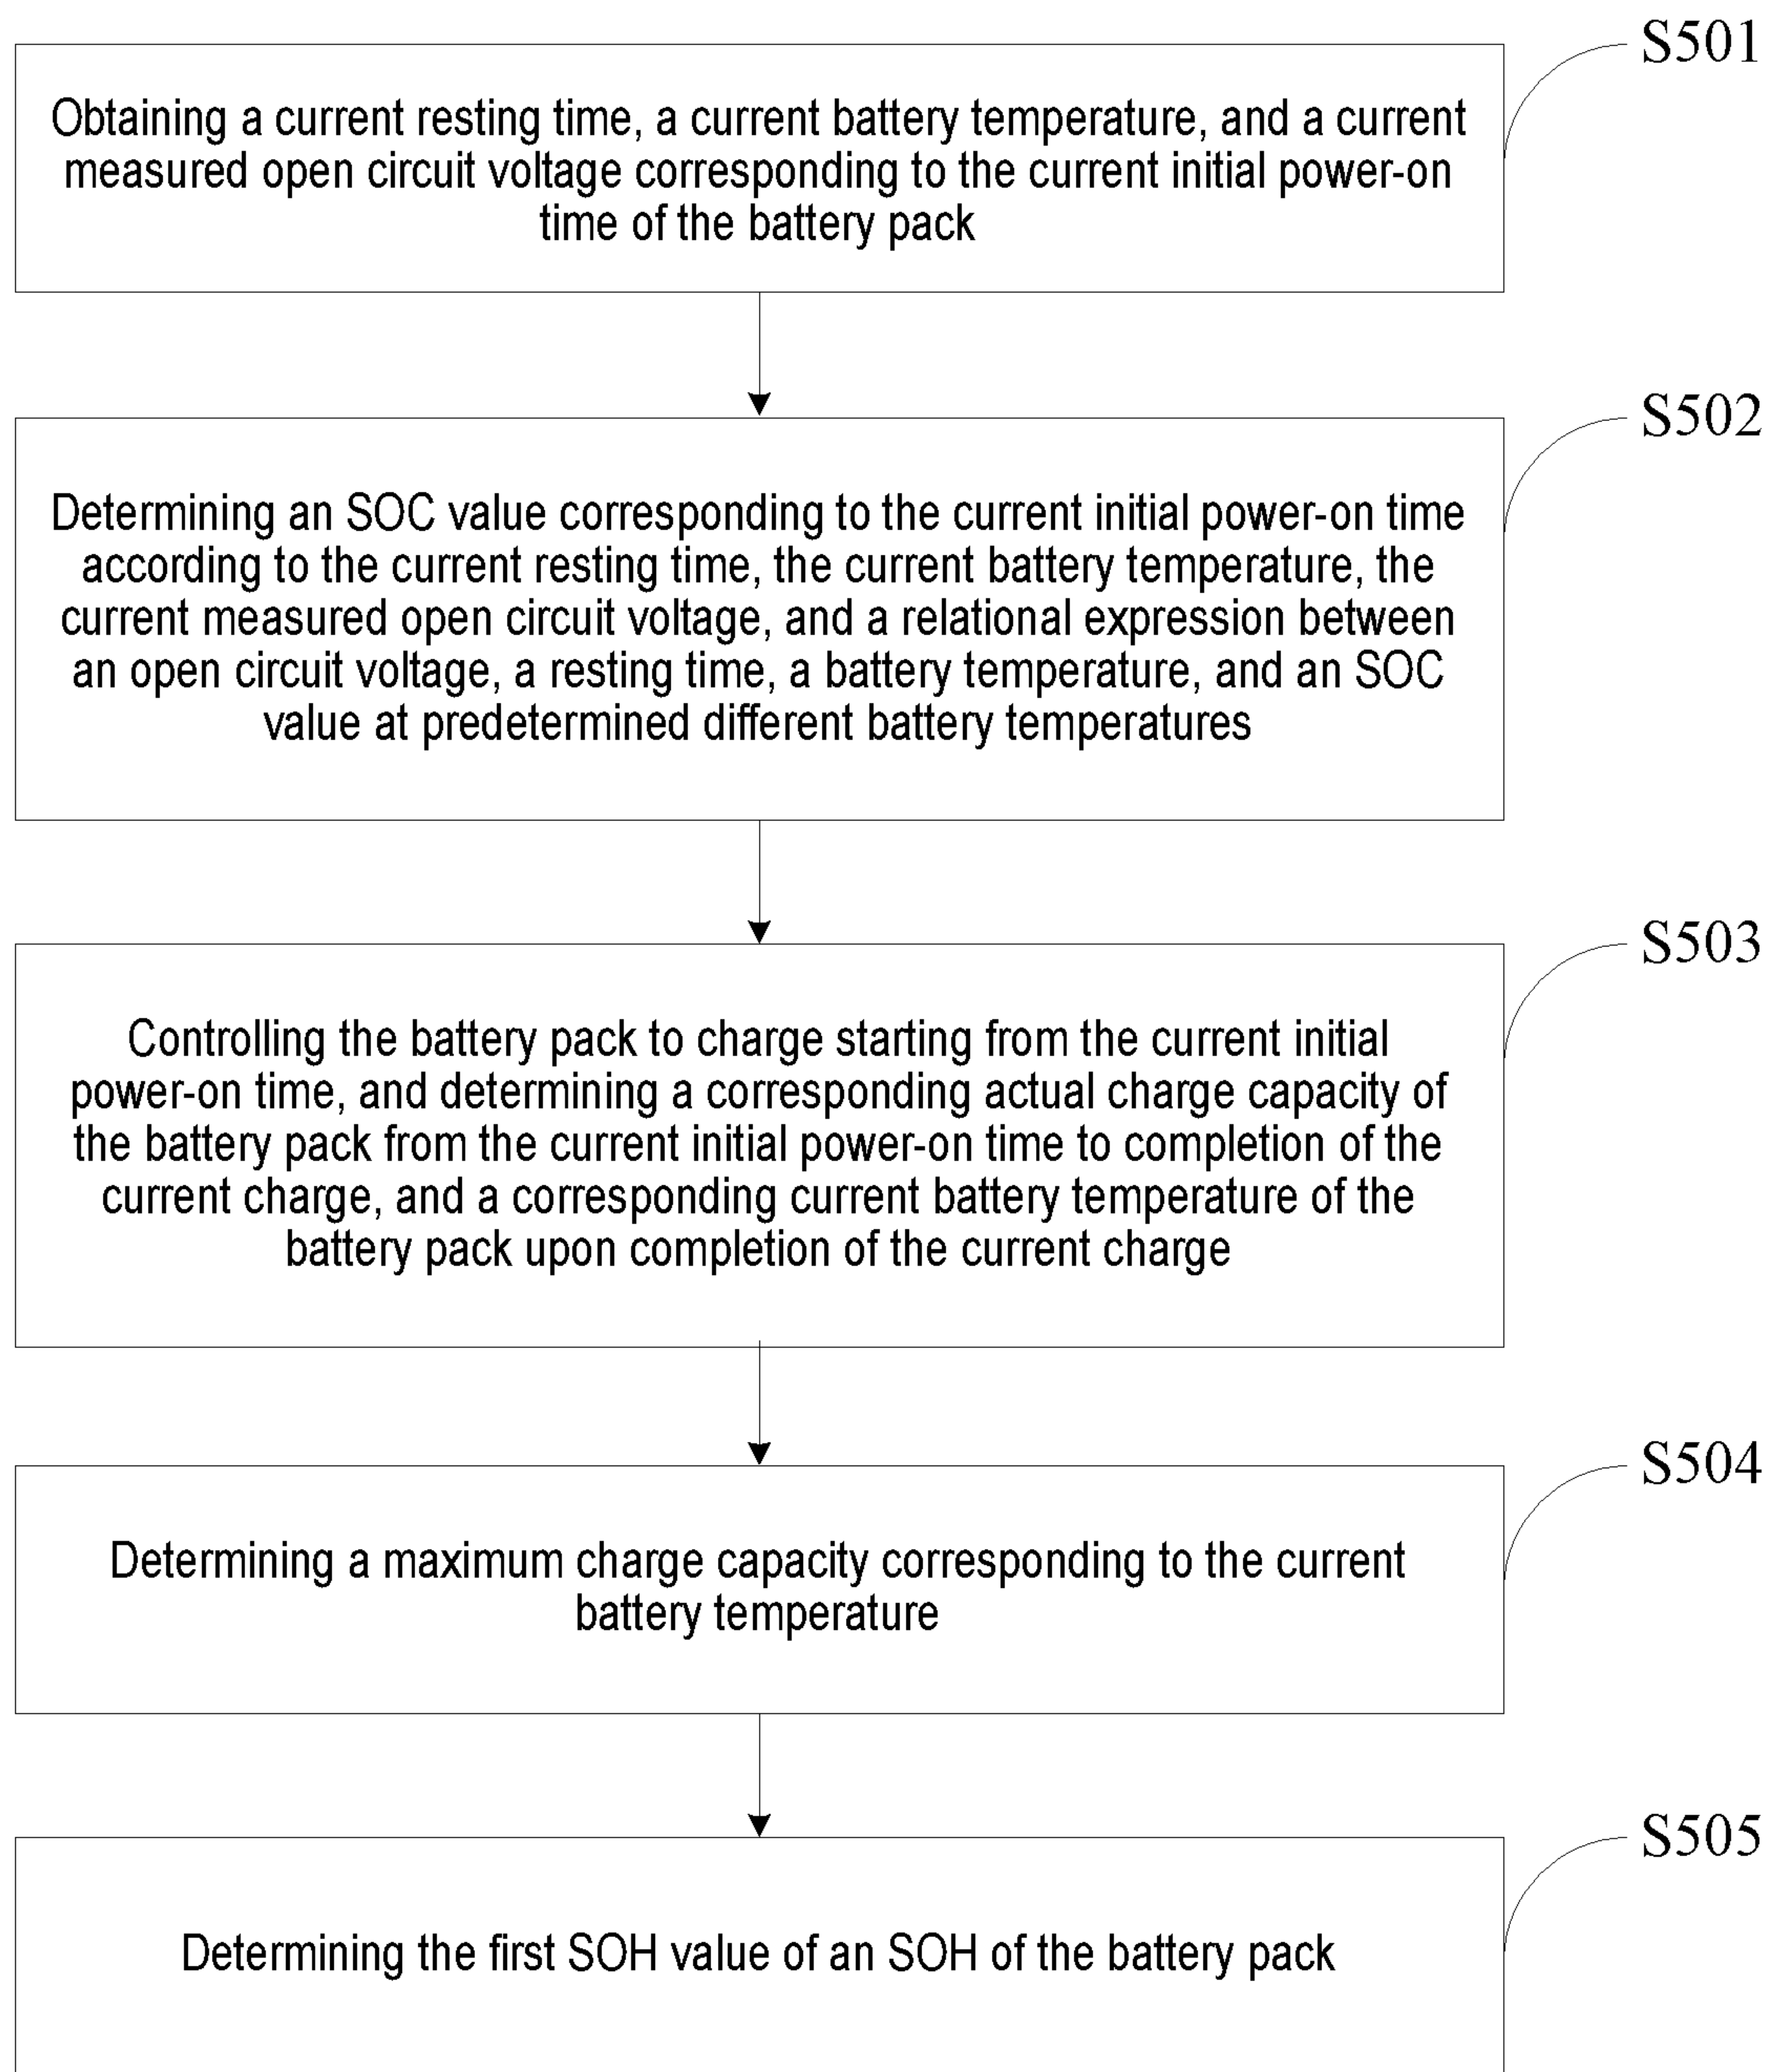 S501
Obtaining a current resting time, a current battery temperature, and a current
measured open circuit voltage corresponding to the current initial power-on
time of the battery pack
S502
Determining an SOC value corresponding to the current initial power-on time
according to the current resting time, the current battery temperature, the
current measured open circuit voltage, and a relational expression between
an open circuit voltage, a resting time, a battery temperature, and an SOC
value at predetermined different battery temperatures
S503
Controlling the battery pack to charge starting from the current initial
power-on time, and determining a corresponding actual charge capacity of
the battery pack from the current initial power-on time to completion of the
current charge, and a corresponding current battery temperature of the
battery pack upon completion of the current charge
S504
Determining a maximum charge capacity corresponding to the current
battery temperature
S505
Determining the first SOH value of an SOH of the battery pack